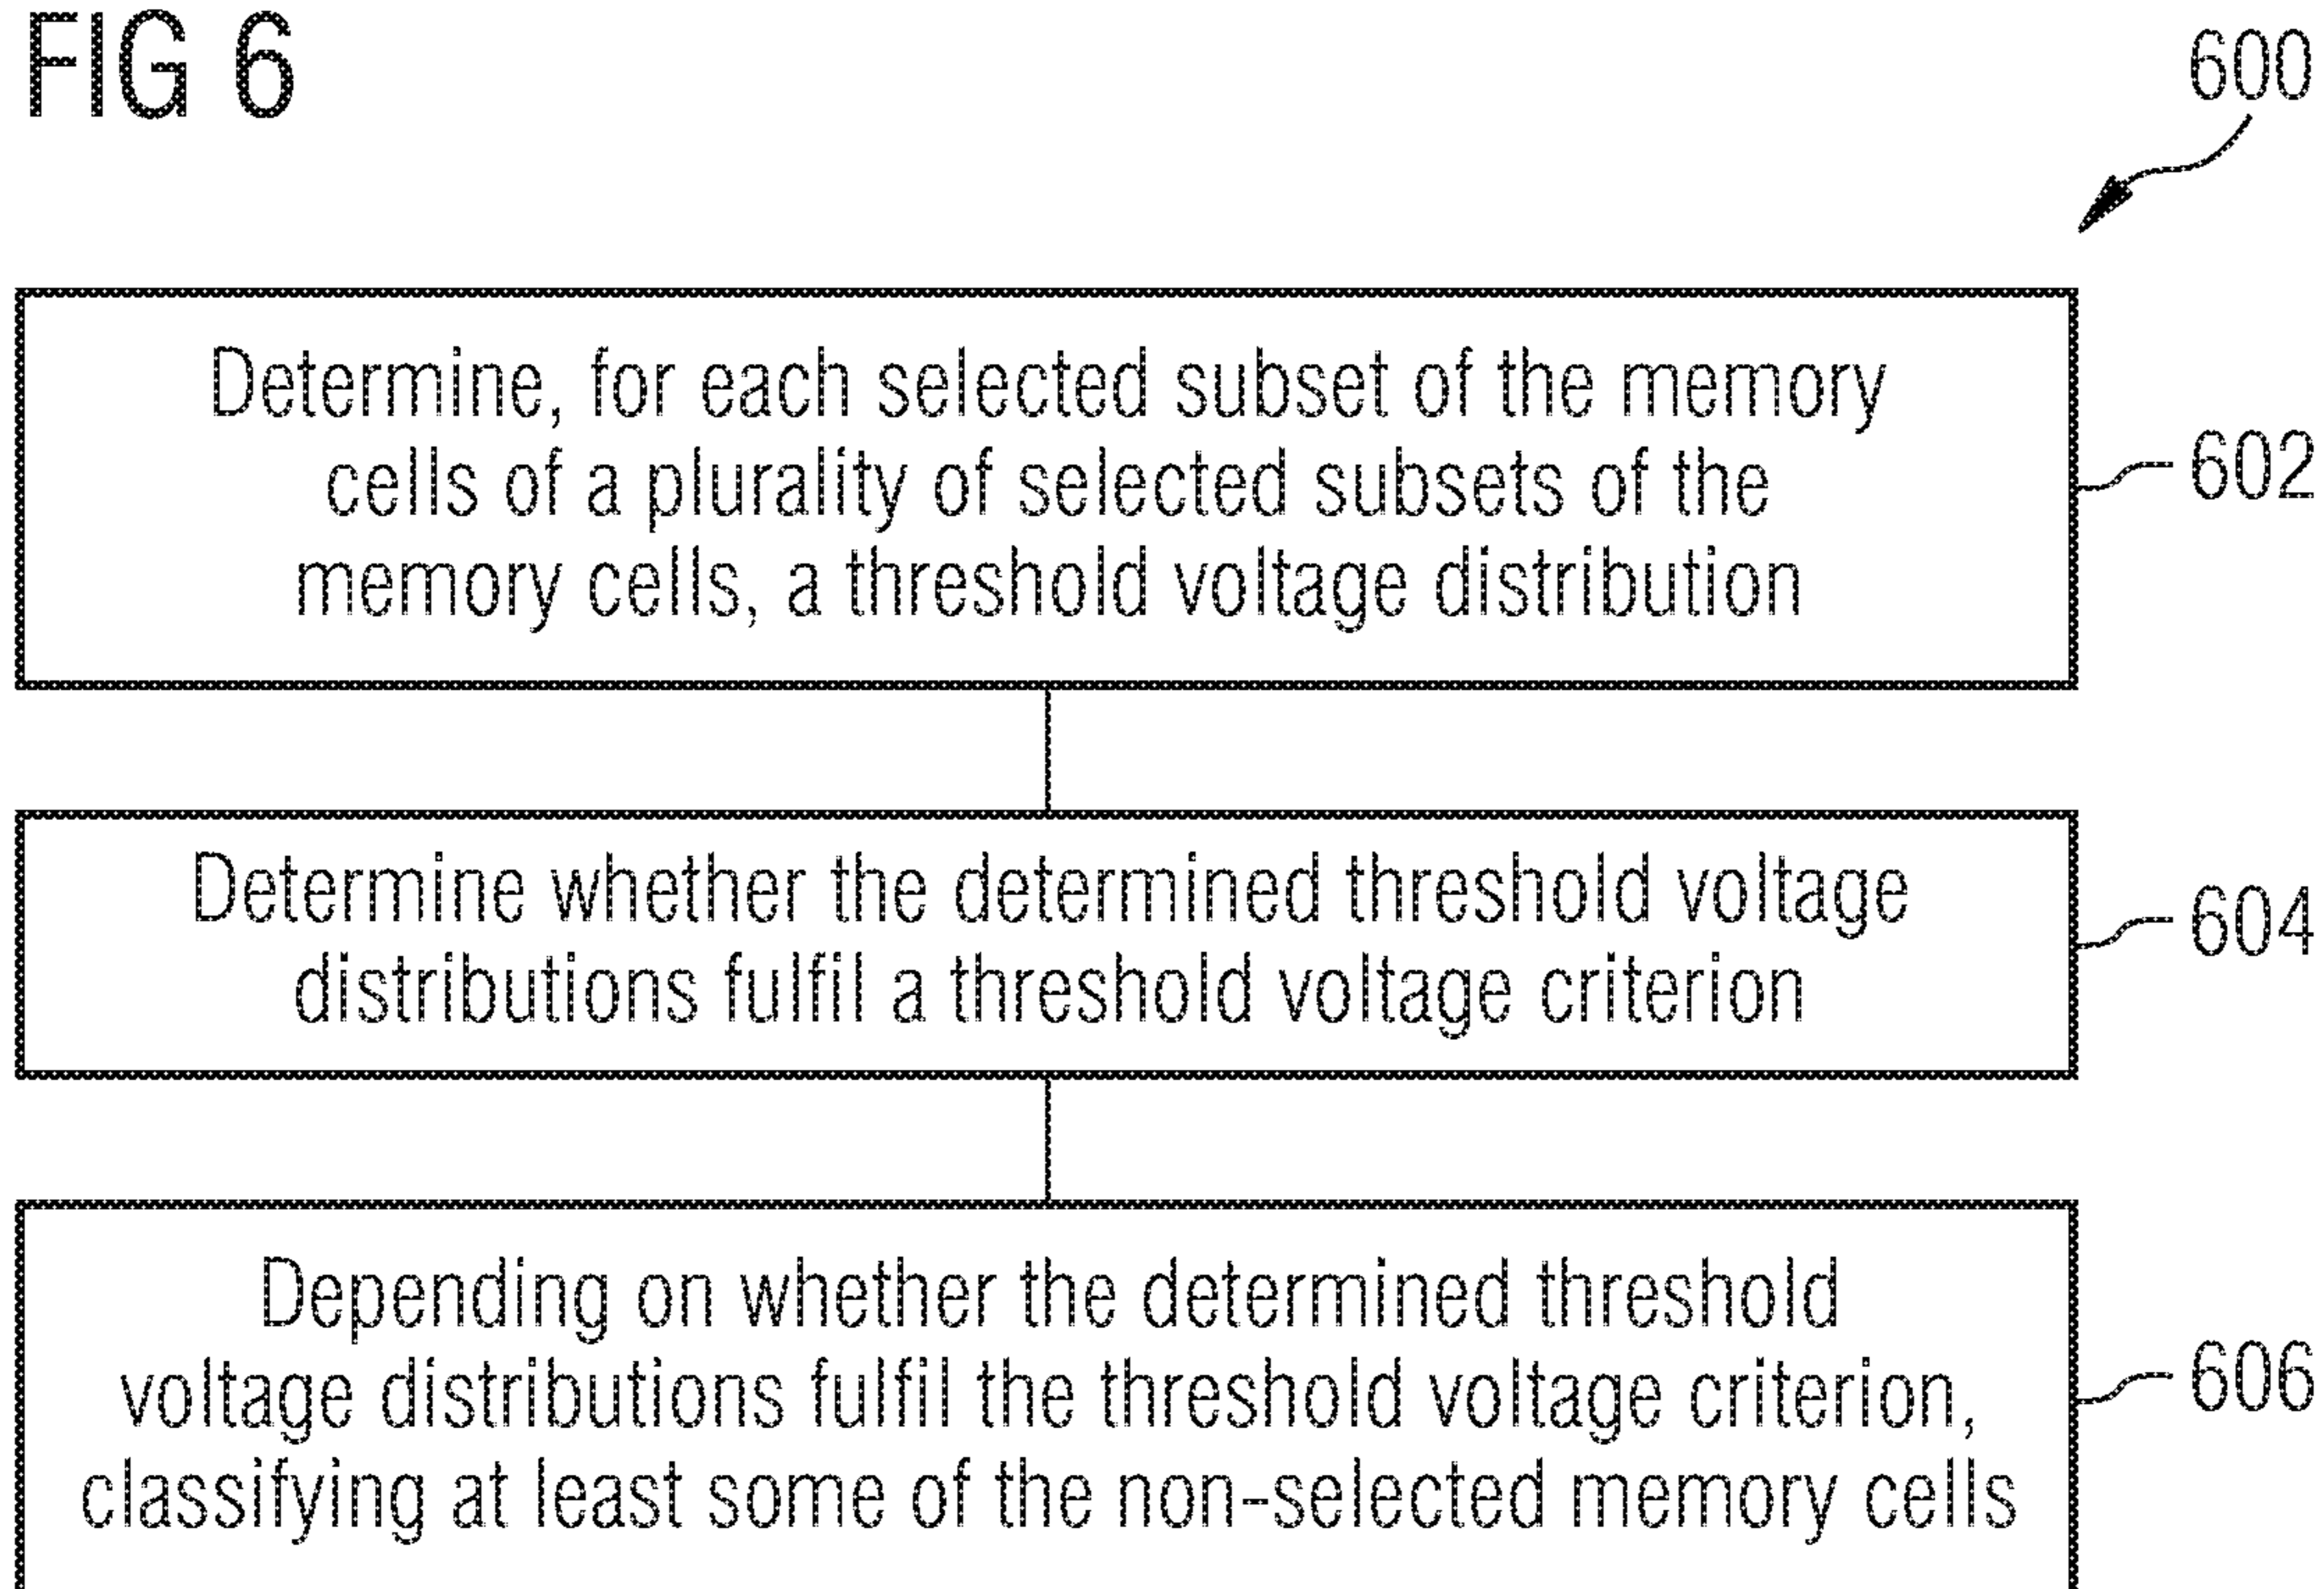 FIG 6
600
Determine, for each selected subset of the memory
cells of a plurality of selected subsets of the
memory cells, a threshold voltage distribution
602
Determine whether the determined threshold voltage
distributions fulfil a threshold voltage criterion
604
Depending on whether the determined threshold
voltage distributions fulfil the threshold voltage criterion,
classifying at least some of the non-selected memory cells
606